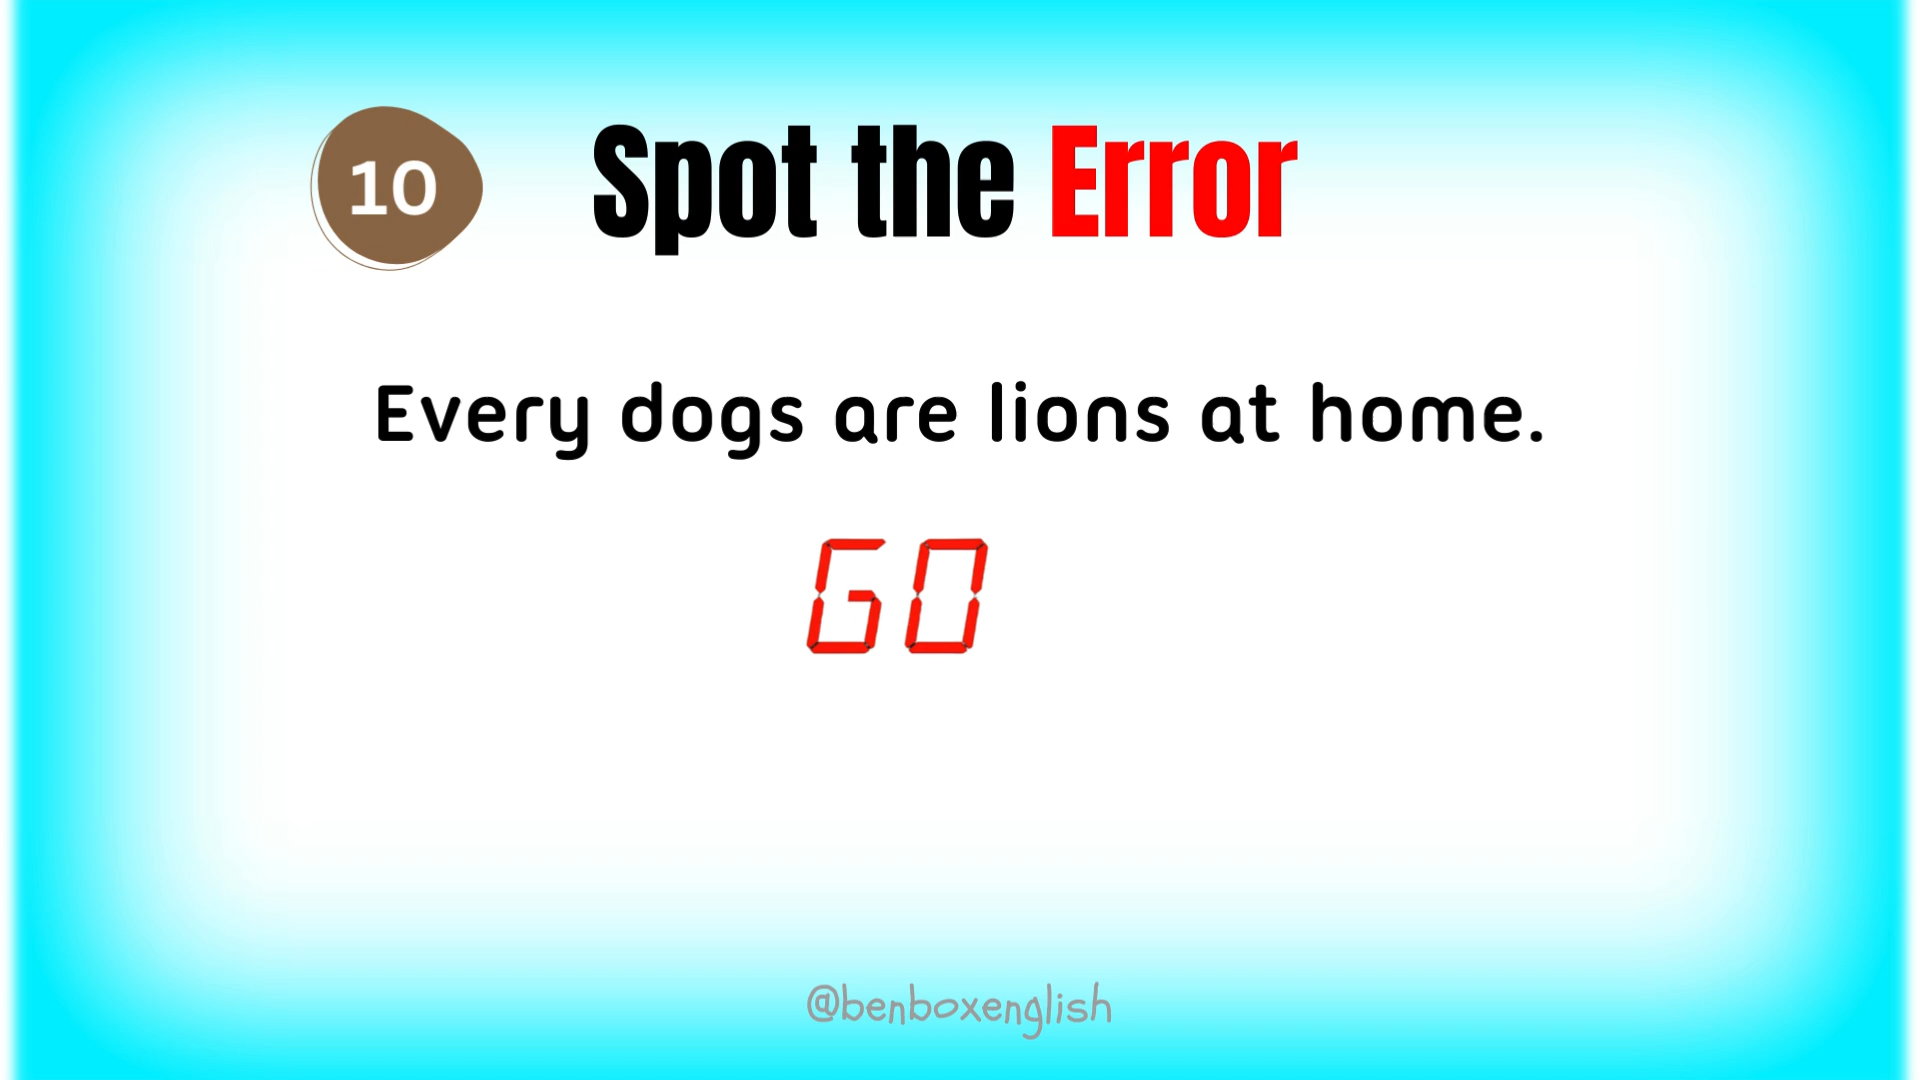 10
Spot the Error
Every dogs are lions at home.
GO
@benboxenglish